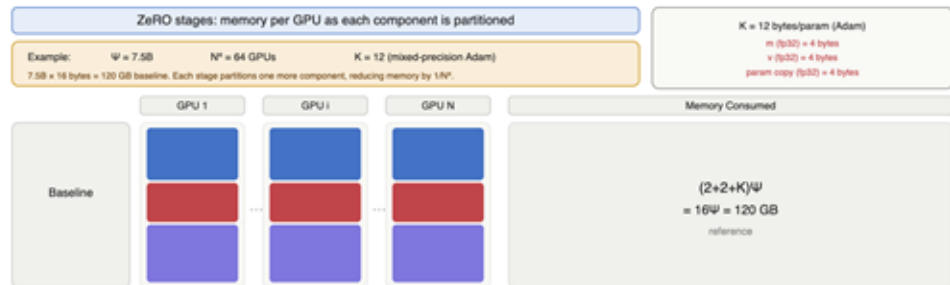 ZeRO stages: memory per GPU as each component is partitioned
Example: Ψ = 7.5B Nᵈ = 64 GPUs K = 12 (mixed-precision Adam)
7.5B × 16 bytes = 120 GB baseline. Each stage partitions one more component, reducing memory by 1/Nᵈ.
K = 12 bytes/param (Adam)
m (fp32) = 4 bytes
v (fp32) = 4 bytes
param copy (fp32) = 4 bytes
GPU 1 GPU i GPU N Memory Consumed
Baseline
... ...
(2+2+K)Ψ
= 16Ψ = 120 GB
reference